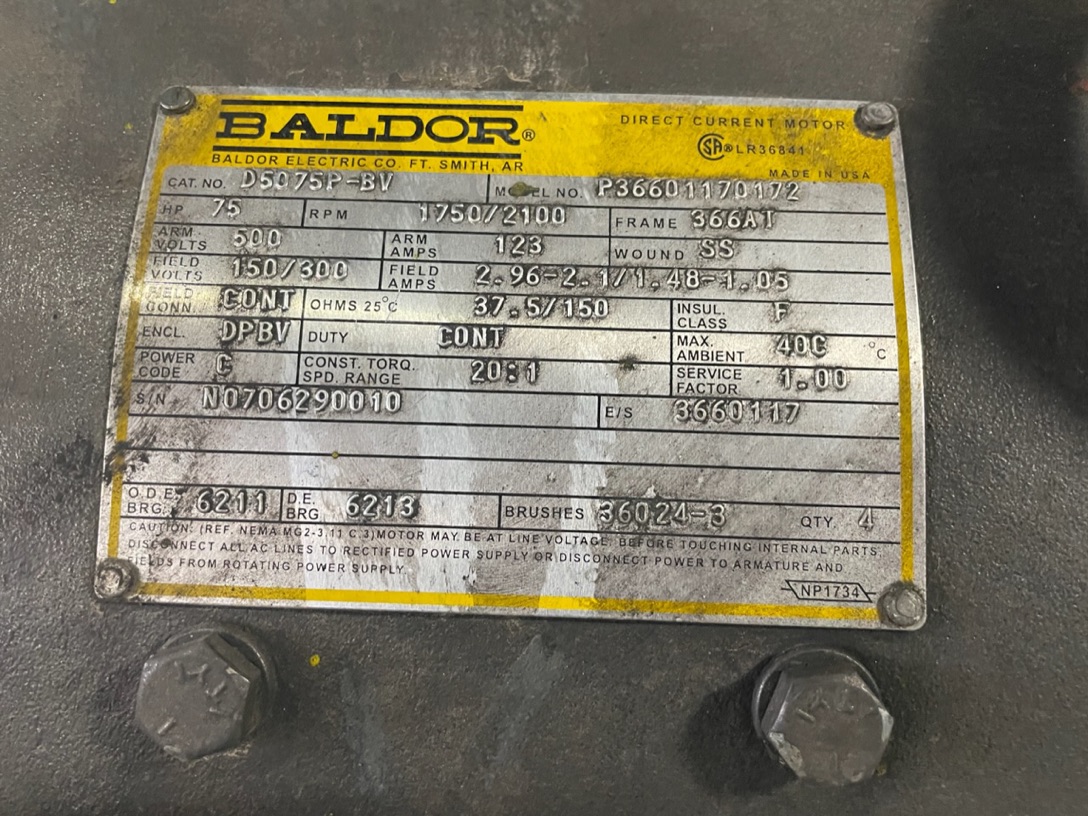 BALDOR®
DIRECT CURRENT MOTOR
SA® LR36841
BALDOR ELECTRIC CO. FT. SMITH, AR
MADE IN USA
CAT. NO. D5075P-BV MODEL NO. P36601170172
HP 75 RPM 1750/2100 FRAME 366AT
ARM VOLTS 500 ARM AMPS 123 WOUND SS
FIELD VOLTS 150/300 FIELD AMPS 2.96-2.1/1.48-1.05
FIELD CONN. CONT OHMS 25°C 37.5/150 INSUL. CLASS F
ENCL. DPBV DUTY CONT MAX. AMBIENT 40C °C
POWER CODE C CONST. TORQ. SPD. RANGE 20:1 SERVICE FACTOR 1.00
S/N N0706290010 E/S 3660117
O.D.E. BRG. 6211 D.E. BRG 6213 BRUSHES 36024-3 QTY. 4
CAUTION: (REF. NEMA MG2-3.11 C.3) MOTOR MAY BE AT LINE VOLTAGE. BEFORE TOUCHING INTERNAL PARTS,
DISCONNECT ALL AC LINES TO RECTIFIED POWER SUPPLY OR DISCONNECT POWER TO ARMATURE AND
FIELDS FROM ROTATING POWER SUPPLY.
NP1734